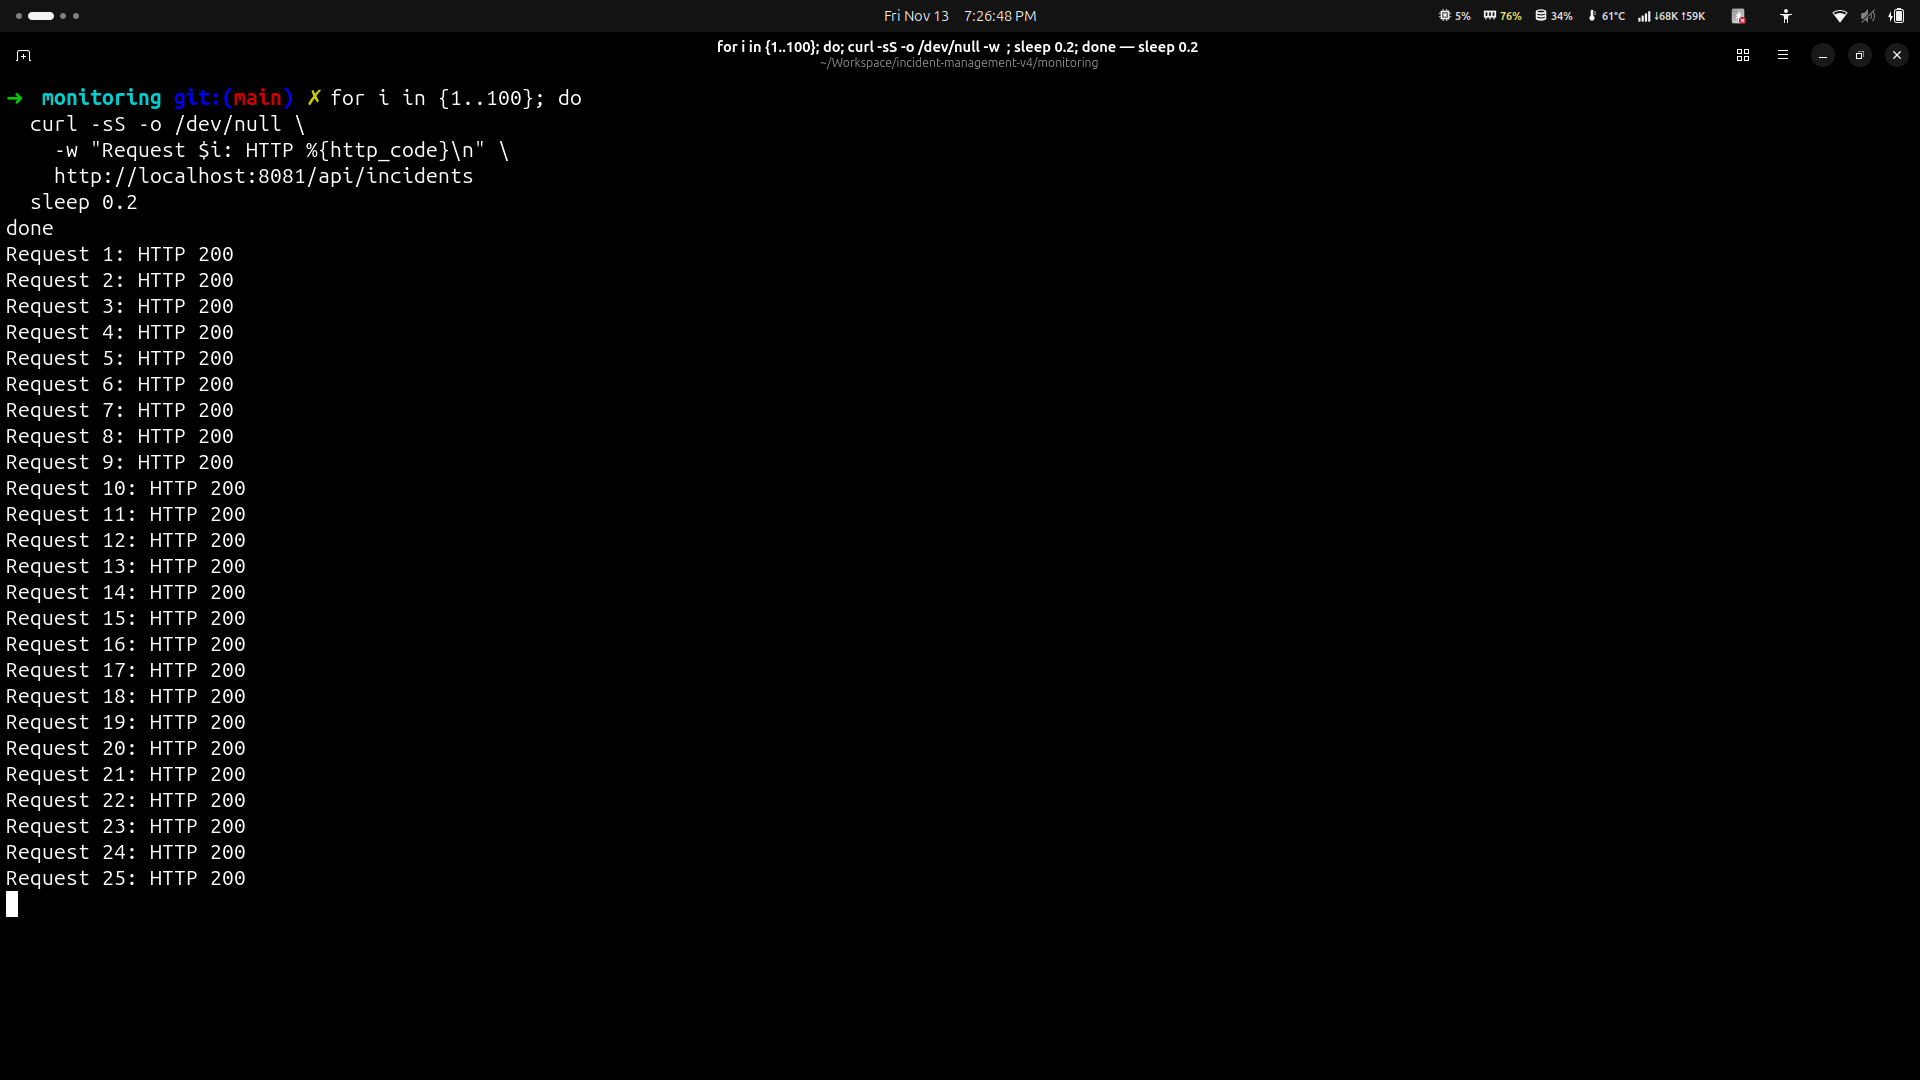 Fri Nov 13 7:26:48 PM 5% 76% 34% 61°C ↓68K ↑59K
for i in {1..100}; do; curl -sS -o /dev/null -w  ; sleep 0.2; done — sleep 0.2
~/Workspace/incident-management-v4/monitoring
➜  monitoring git:(main) ✗ for i in {1..100}; do
  curl -sS -o /dev/null \
    -w "Request $i: HTTP %{http_code}\n" \
    http://localhost:8081/api/incidents
  sleep 0.2
done
Request 1: HTTP 200
Request 2: HTTP 200
Request 3: HTTP 200
Request 4: HTTP 200
Request 5: HTTP 200
Request 6: HTTP 200
Request 7: HTTP 200
Request 8: HTTP 200
Request 9: HTTP 200
Request 10: HTTP 200
Request 11: HTTP 200
Request 12: HTTP 200
Request 13: HTTP 200
Request 14: HTTP 200
Request 15: HTTP 200
Request 16: HTTP 200
Request 17: HTTP 200
Request 18: HTTP 200
Request 19: HTTP 200
Request 20: HTTP 200
Request 21: HTTP 200
Request 22: HTTP 200
Request 23: HTTP 200
Request 24: HTTP 200
Request 25: HTTP 200